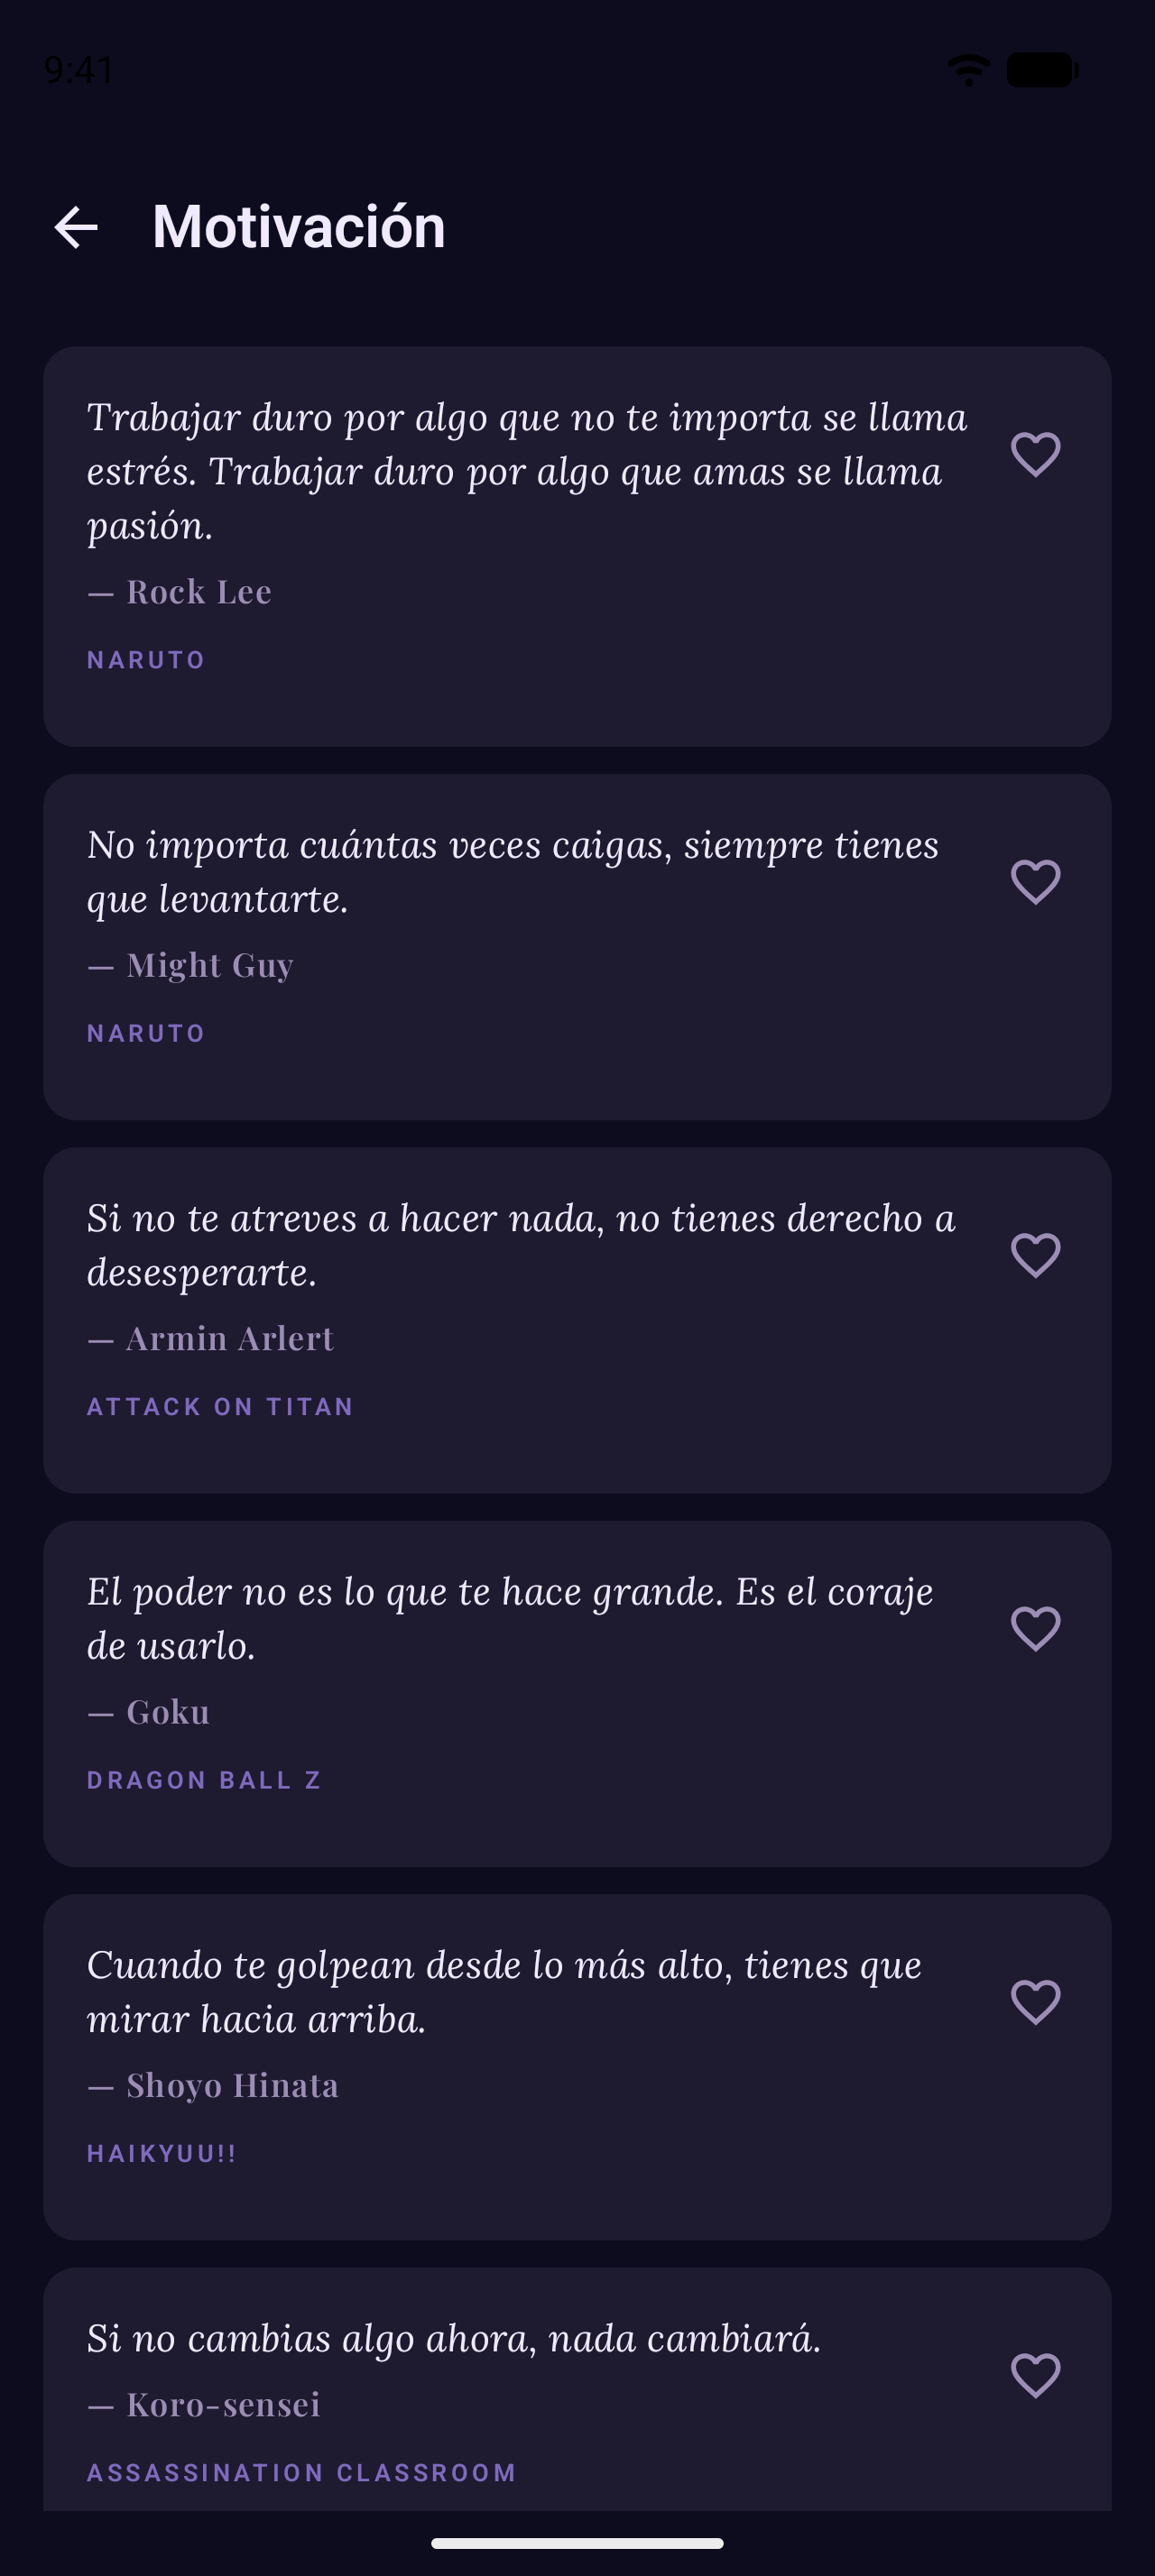 9:41
Motivación
Trabajar duro por algo que no te importa se llama
estrés. Trabajar duro por algo que amas se llama
pasión.
— Rock Lee
NARUTO
No importa cuántas veces caigas, siempre tienes
que levantarte.
— Might Guy
NARUTO
Si no te atreves a hacer nada, no tienes derecho a
desesperarte.
— Armin Arlert
ATTACK ON TITAN
El poder no es lo que te hace grande. Es el coraje
de usarlo.
— Goku
DRAGON BALL Z
Cuando te golpean desde lo más alto, tienes que
mirar hacia arriba.
— Shoyo Hinata
HAIKYUU!!
Si no cambias algo ahora, nada cambiará.
— Koro-sensei
ASSASSINATION CLASSROOM